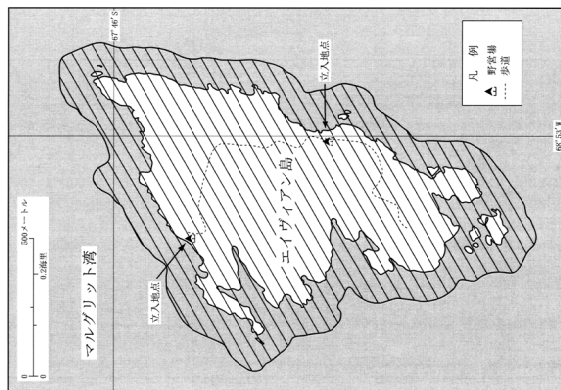 500メートル
0
0.2海里
マルグリット湾
67°46′S
立入地点
エイヴィアン島
立入地点
凡 例
野営場
歩道
68°53′W